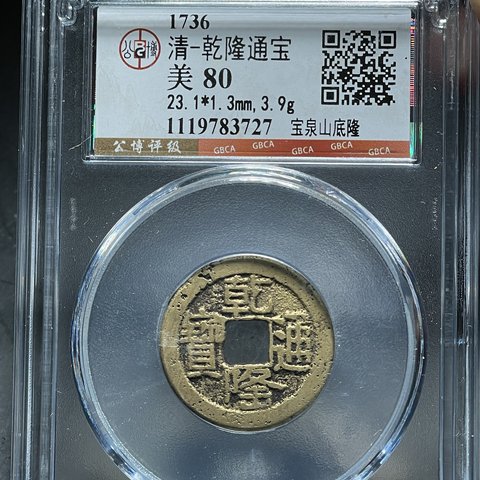 1736
清-乾隆通宝
美 80
23.1*1.3mm,3.9g
1119783727 宝泉山底隆
公博评级 GBCA GBCA GBCA GBCA GBCA
乾隆通寶